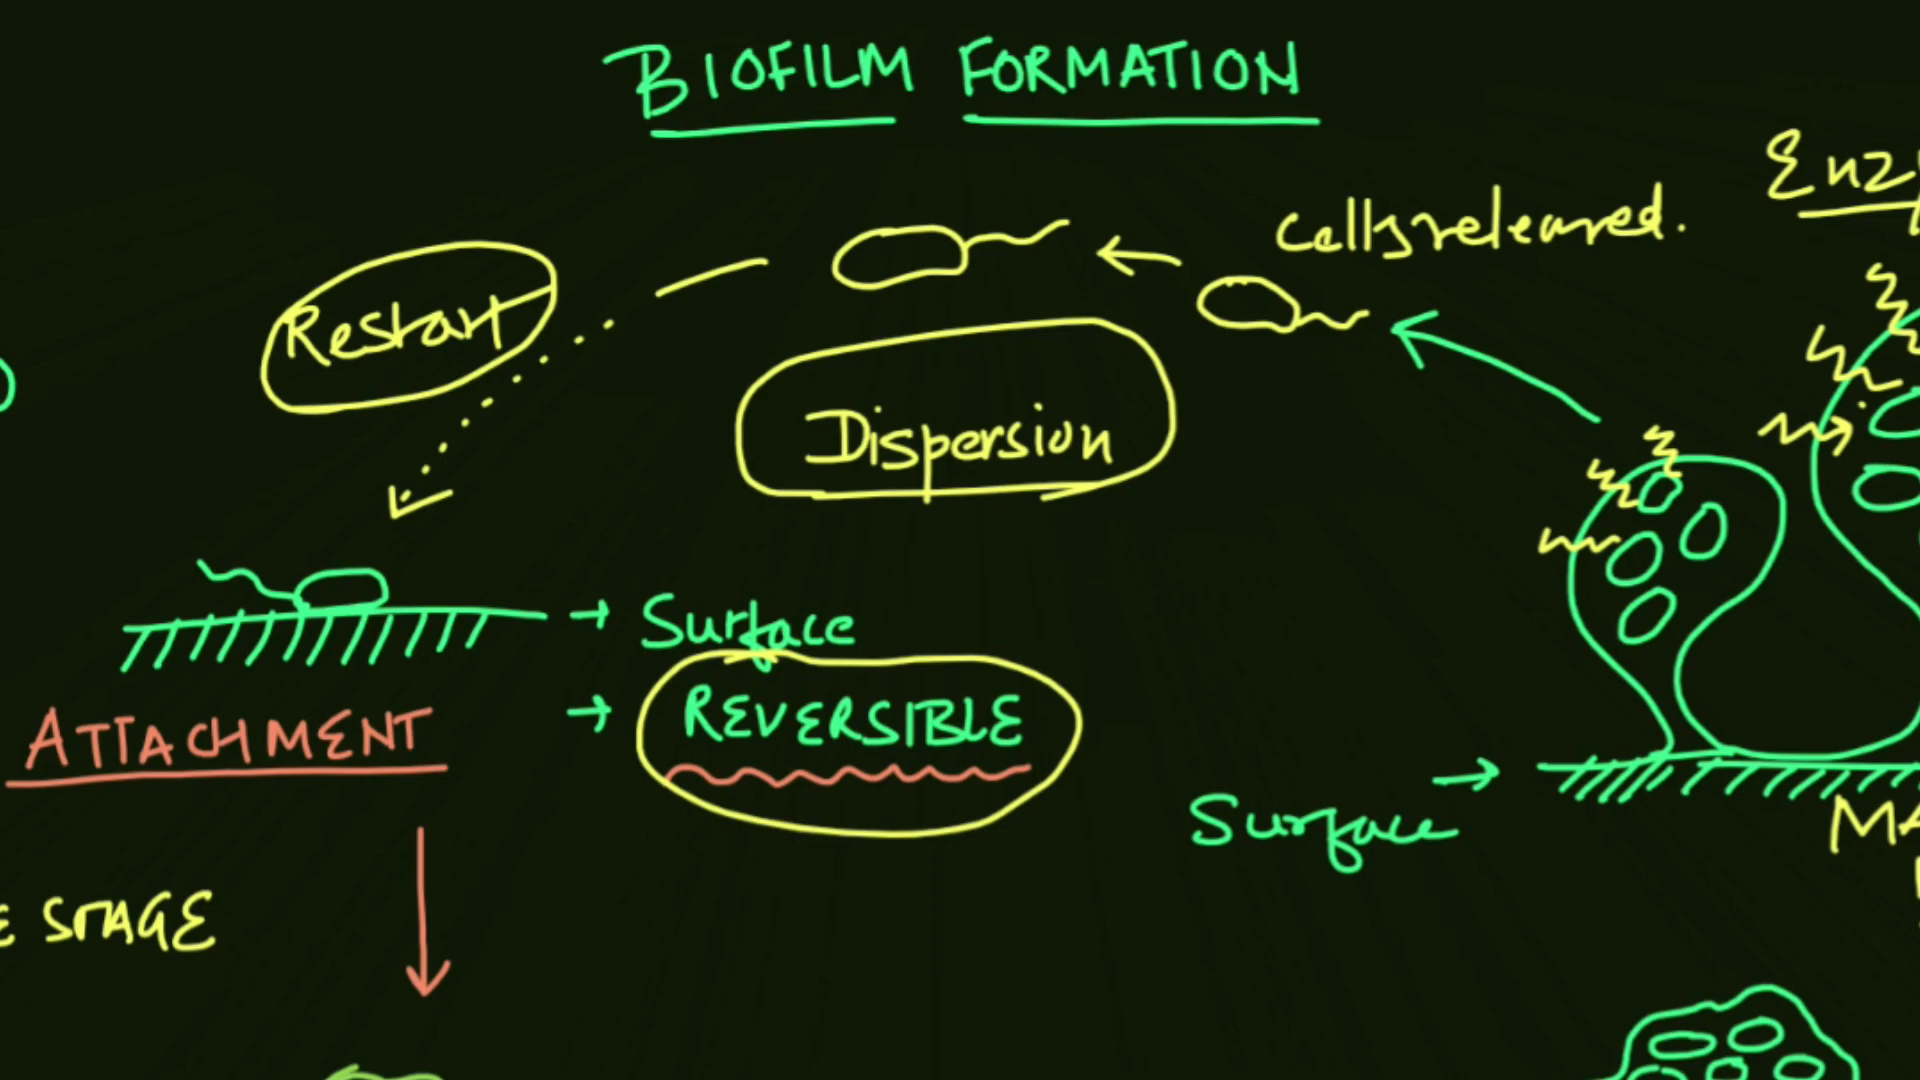 BIOFILM FORMATION
Cells released.
Restart
Dispersion
Surface
ATTACHMENT
REVERSIBLE
Surface
STAGE